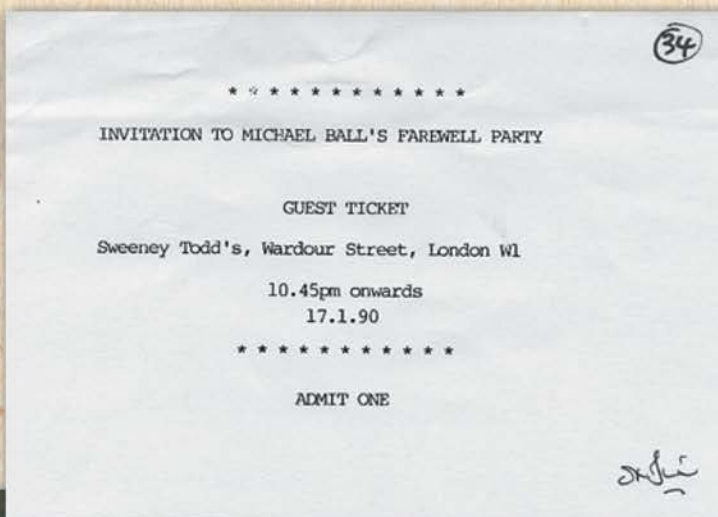 34
* * * * * * * * * * * *
INVITATION TO MICHAEL BALL'S FAREWELL PARTY
GUEST TICKET
Sweeney Todd's, Wardour Street, London W1
10.45pm onwards
17.1.90
* * * * * * * * * * *
ADMIT ONE